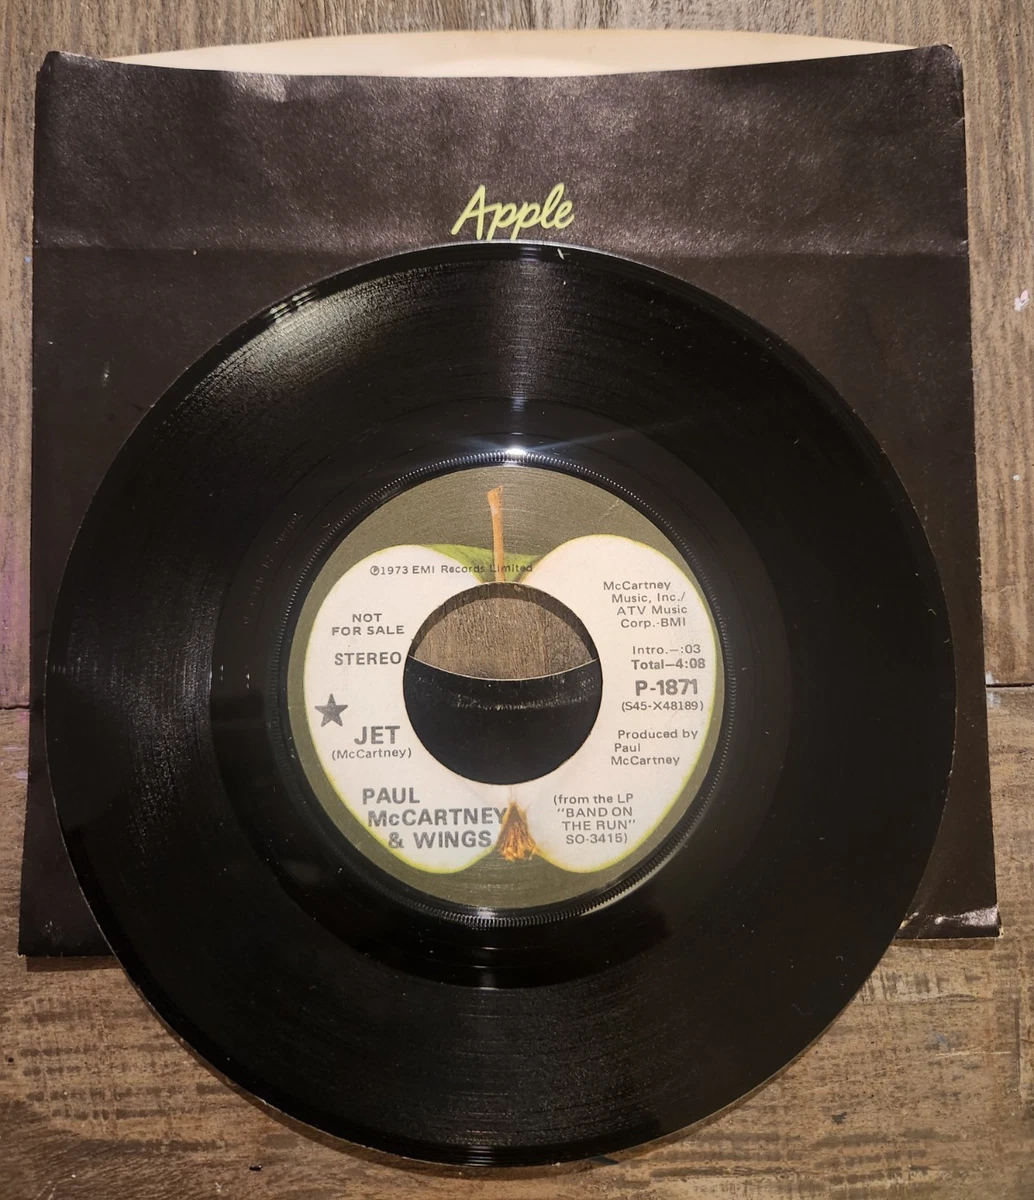 Apple
℗1973 EMI Records Limited
NOT
FOR SALE
STEREO
JET
(McCartney)
PAUL
McCARTNEY
& WINGS
McCartney
Music, Inc./
ATV Music
Corp.-BMI
Intro.—:03
Total—4:08
P-1871
(S45-X48189)
Produced by
Paul
McCartney
(from the LP
"BAND ON
THE RUN"
SO-3415)